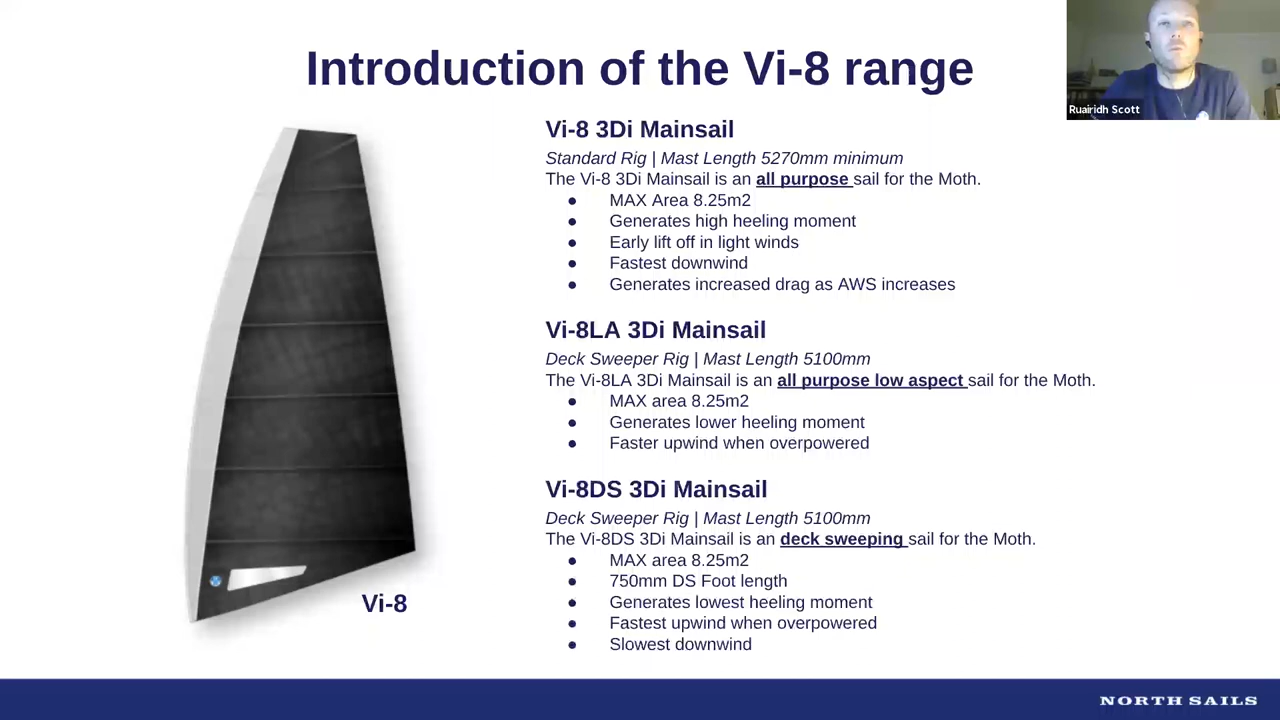 Introduction of the Vi-8 range
Ruairidh Scott
Vi-8 3Di Mainsail
Standard Rig | Mast Length 5270mm minimum
The Vi-8 3Di Mainsail is an all purpose sail for the Moth.
● MAX Area 8.25m2
● Generates high heeling moment
● Early lift off in light winds
● Fastest downwind
● Generates increased drag as AWS increases
Vi-8LA 3Di Mainsail
Deck Sweeper Rig | Mast Length 5100mm
The Vi-8LA 3Di Mainsail is an all purpose low aspect sail for the Moth.
● MAX area 8.25m2
● Generates lower heeling moment
● Faster upwind when overpowered
Vi-8DS 3Di Mainsail
Deck Sweeper Rig | Mast Length 5100mm
The Vi-8DS 3Di Mainsail is an deck sweeping sail for the Moth.
● MAX area 8.25m2
● 750mm DS Foot length
● Generates lowest heeling moment
● Fastest upwind when overpowered
● Slowest downwind
Vi-8
NORTH SAILS